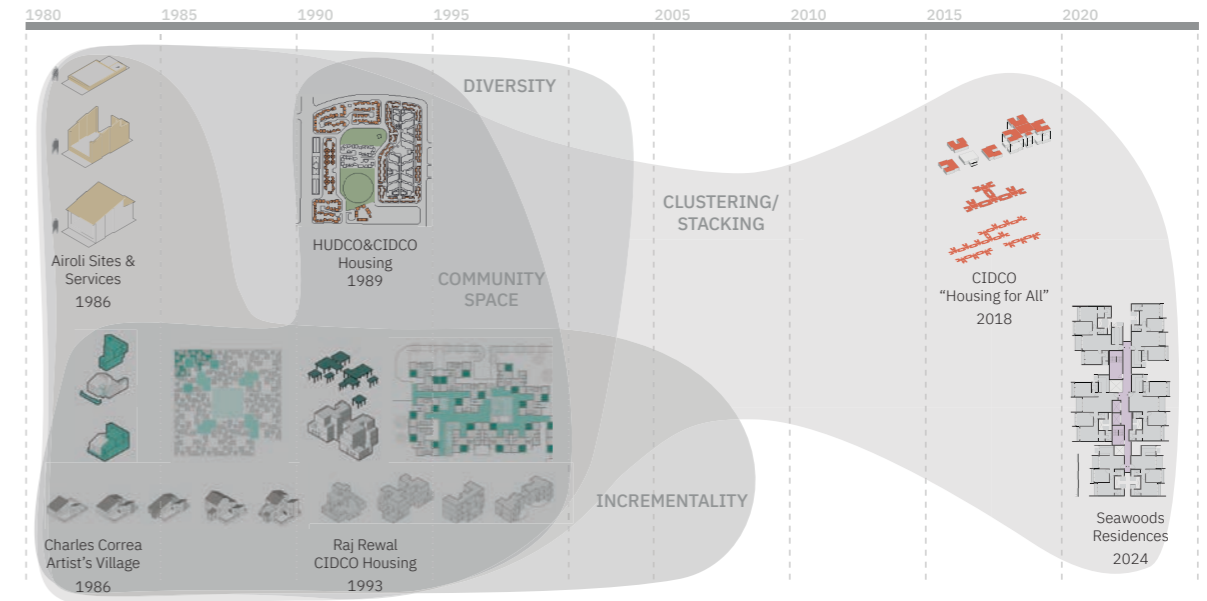 1980 1985 1990 1995 2005 2010 2015 2020
DIVERSITY
CLUSTERING/
STACKING
Airoli Sites &
Services
1986
HUDCO&CIDCO
Housing
1989
COMMUNITY
SPACE
CIDCO
“Housing for All”
2018
INCREMENTALITY
Charles Correa
Artist’s Village
1986
Raj Rewal
CIDCO Housing
1993
Seawoods
Residences
2024